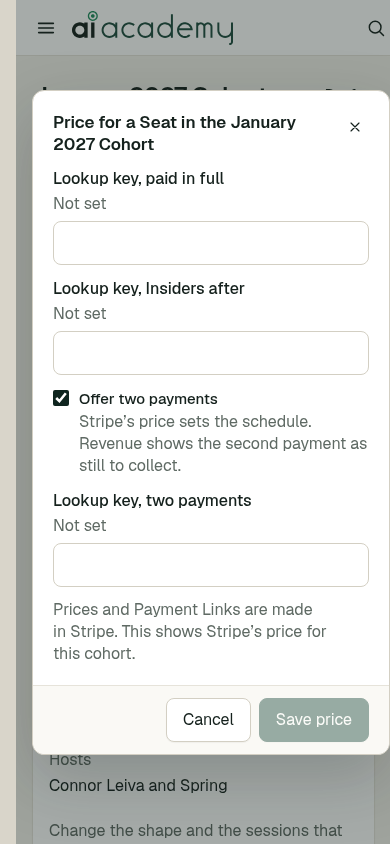 ai academy
Price for a Seat in the January
2027 Cohort
Lookup key, paid in full
Not set
Lookup key, Insiders after
Not set
Offer two payments
Stripe’s price sets the schedule.
Revenue shows the second payment as
still to collect.
Lookup key, two payments
Not set
Prices and Payment Links are made
in Stripe. This shows Stripe’s price for
this cohort.
Cancel
Save price
Hosts
Connor Leiva and Spring
Change the shape and the sessions that